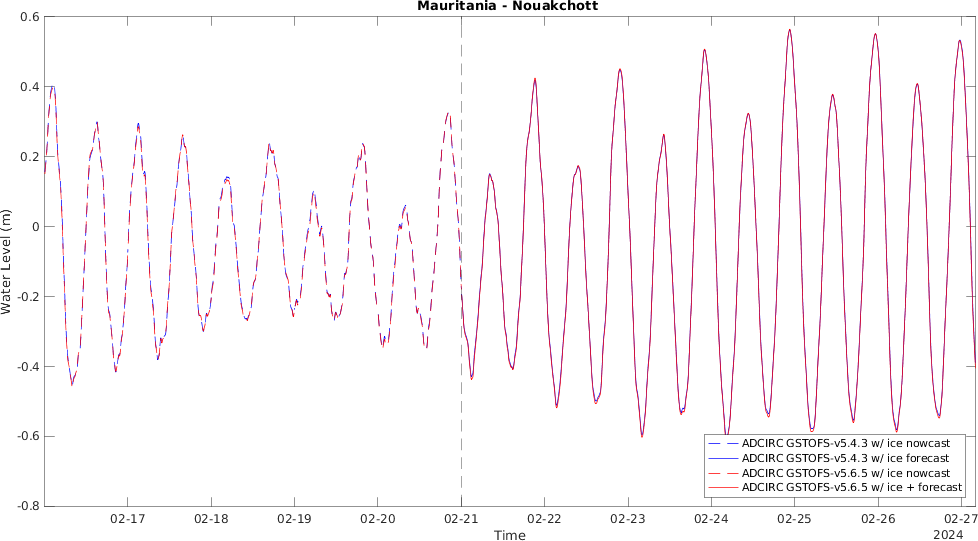 Mauritania - Nouakchott
0.6
0.4
0.2
0
-0.2
-0.4
-0.6
-0.8
Water Level (m)
ADCIRC GSTOFS-v5.4.3 w/ ice nowcast
ADCIRC GSTOFS-v5.4.3 w/ ice forecast
ADCIRC GSTOFS-v5.6.5 w/ ice nowcast
ADCIRC GSTOFS-v5.6.5 w/ ice + forecast
02-17 02-18 02-19 02-20 02-21 02-22 02-23 02-24 02-25 02-26 02-27
Time 2024